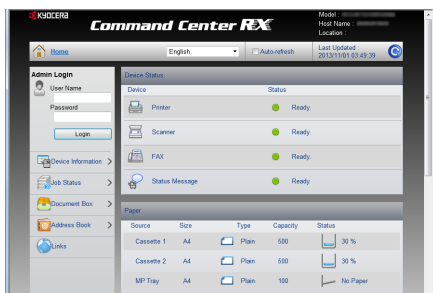 KYOCERA
Command Center RX
Model :
Host Name :
Location :
Home
English
Auto-refresh
Last Updated :
2013/11/01 03:49:39
Admin Login
User Name
Password
Login
Device Information
Job Status
Document Box
Address Book
Links
Device Status
Device Status
Printer Ready.
Scanner Ready.
FAX Ready.
Status Message Ready
Paper
Source Size Type Capacity Status
Cassette 1 A4 Plain 500 30 %
Cassette 2 A4 Plain 500 30 %
MP Tray A4 Plain 100 No Paper